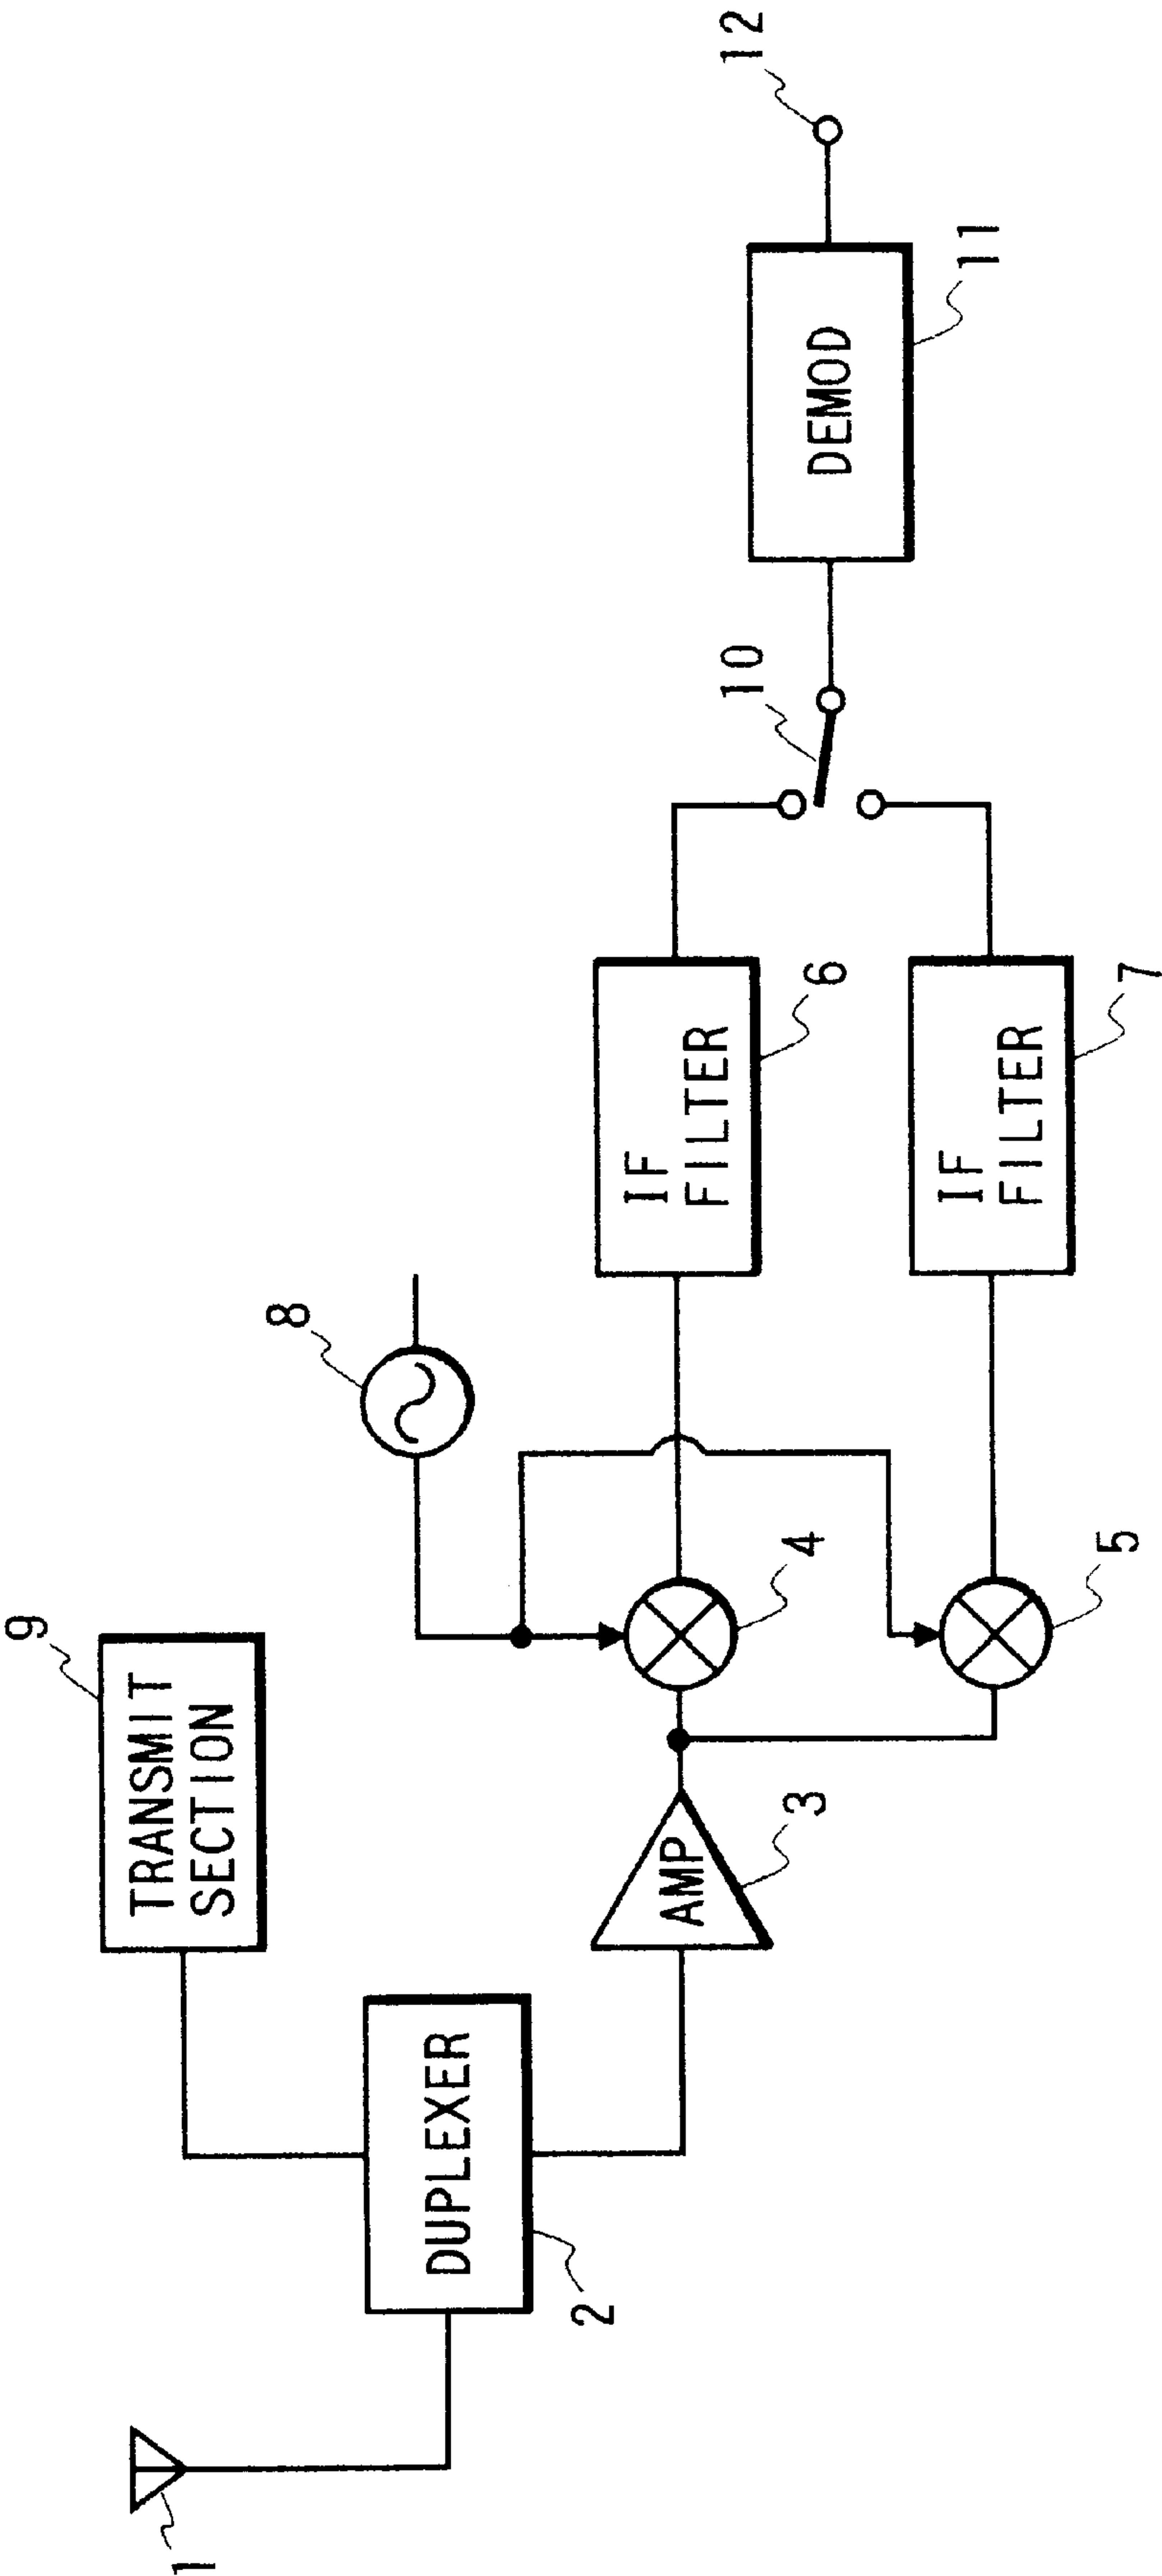 1
DUPLEXER
2
TRANSMIT
SECTION
9
AMP
3
8
4
5
IF
FILTER
6
IF
FILTER
7
10
DEMOD
11
12